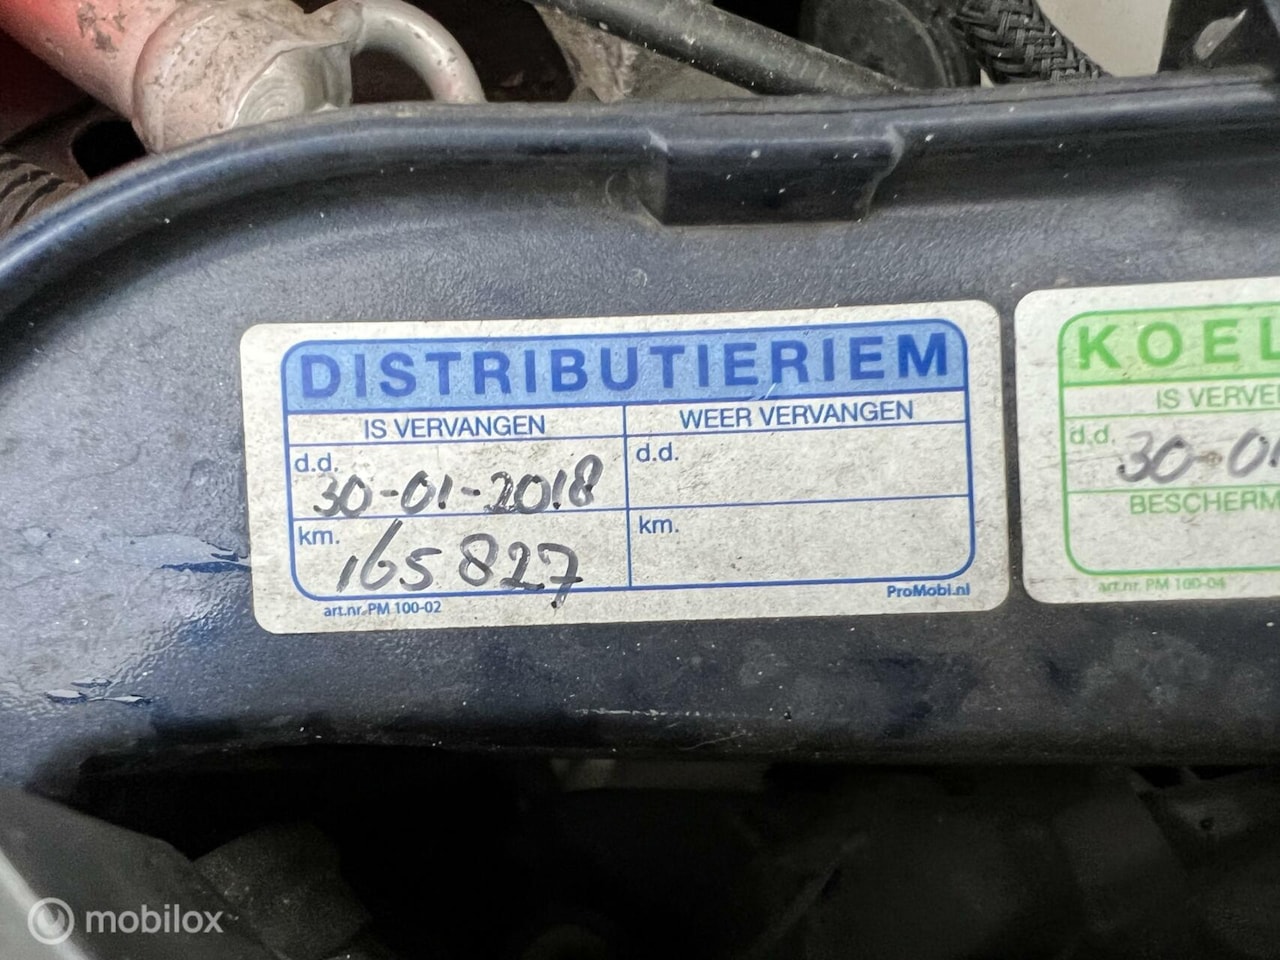 DISTRIBUTIERIEM
IS VERVANGEN
WEER VERVANGEN
d.d.
30-01-2018
d.d.
km.
165827
km.
art.nr. PM 100-02
ProMobi.nl
KOEL
IS VERVE
d.d.
30-01
BESCHERM
art.nr. PM 100-04
mobilox